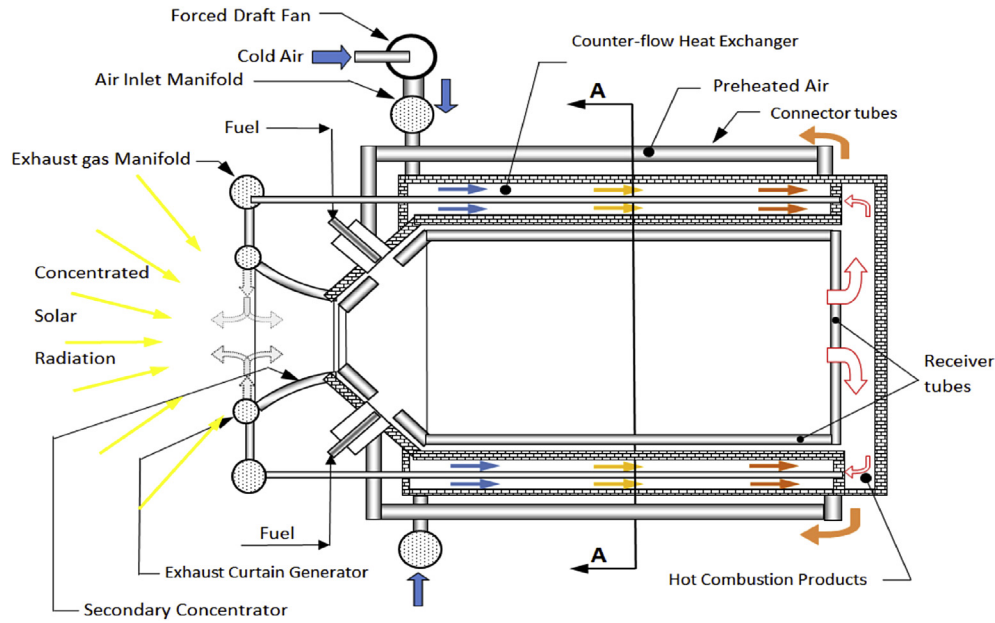 Forced Draft Fan
Cold Air
Air Inlet Manifold
Fuel
Exhaust gas Manifold
Counter-flow Heat Exchanger
Preheated Air
Connector tubes
A
Concentrated
Solar
Radiation
Receiver
tubes
A
Fuel
Exhaust Curtain Generator
Secondary Concentrator
Hot Combustion Products